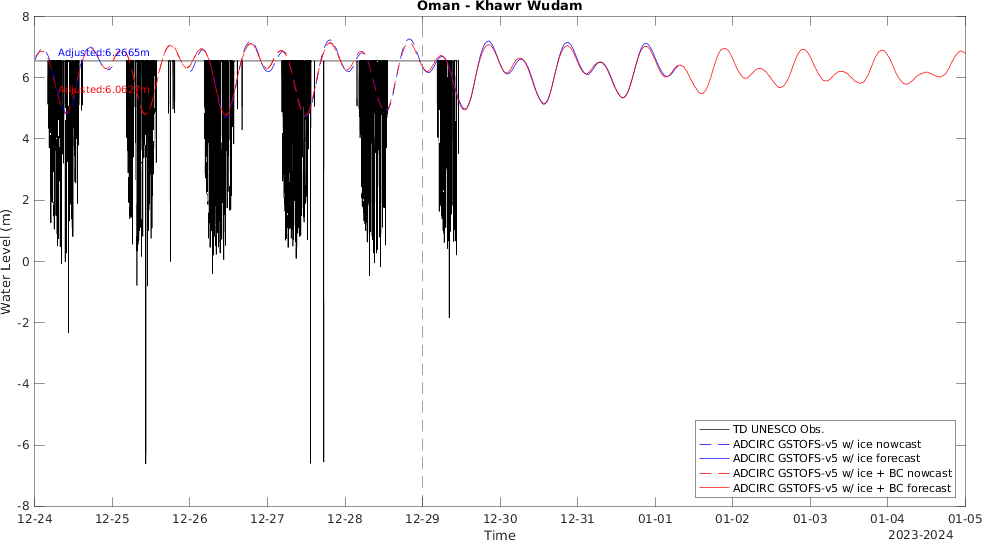 Oman - Khawr Wudam
8
6
4
2
0
-2
-4
-6
-8
Water Level (m)
Adjusted:6.2665m
Adjusted:6.0627m
TD UNESCO Obs.
ADCIRC GSTOFS-v5 w/ ice nowcast
ADCIRC GSTOFS-v5 w/ ice forecast
ADCIRC GSTOFS-v5 w/ ice + BC nowcast
ADCIRC GSTOFS-v5 w/ ice + BC forecast
12-24 12-25 12-26 12-27 12-28 12-29 12-30 12-31 01-01 01-02 01-03 01-04 01-05
Time
2023-2024